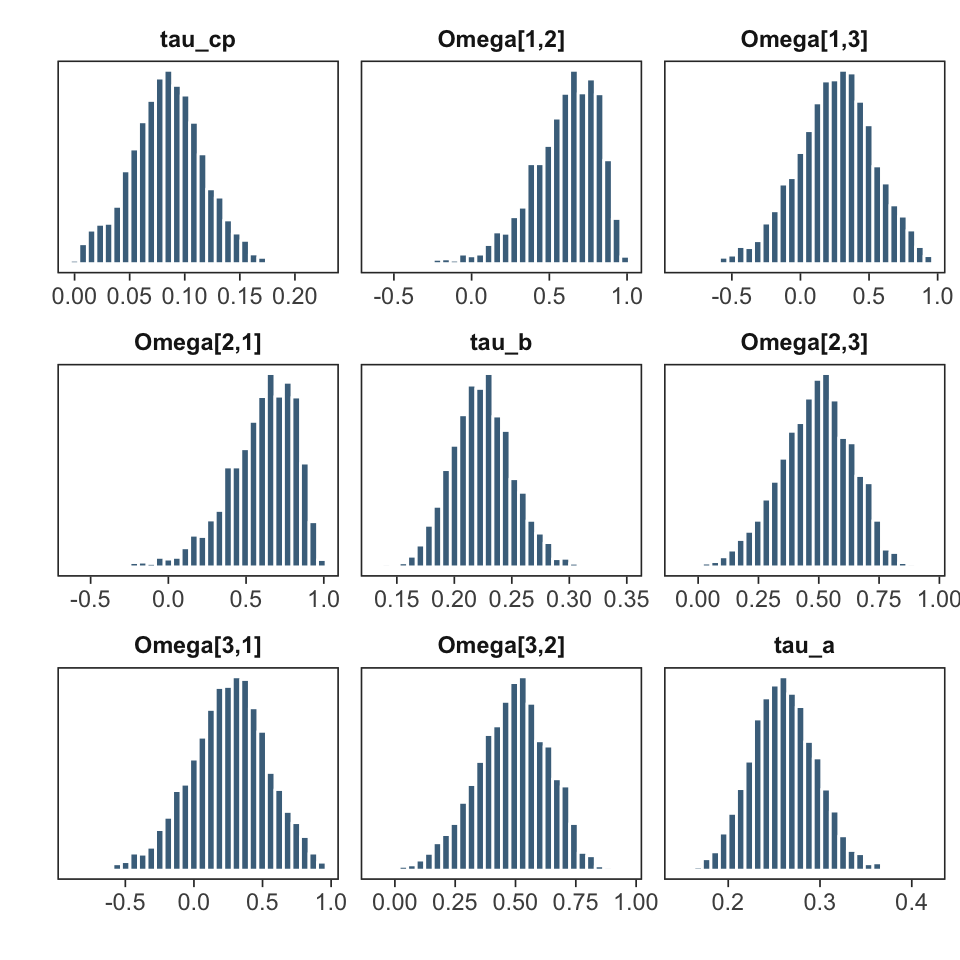 tau_cp Omega[1,2] Omega[1,3]
0.00 0.05 0.10 0.15 0.20 -0.5 0.0 0.5 1.0 -0.5 0.0 0.5 1.0
Omega[2,1] tau_b Omega[2,3]
-0.5 0.0 0.5 1.0 0.15 0.20 0.25 0.30 0.35 0.00 0.25 0.50 0.75 1.00
Omega[3,1] Omega[3,2] tau_a
-0.5 0.0 0.5 1.0 0.00 0.25 0.50 0.75 1.00 0.2 0.3 0.4